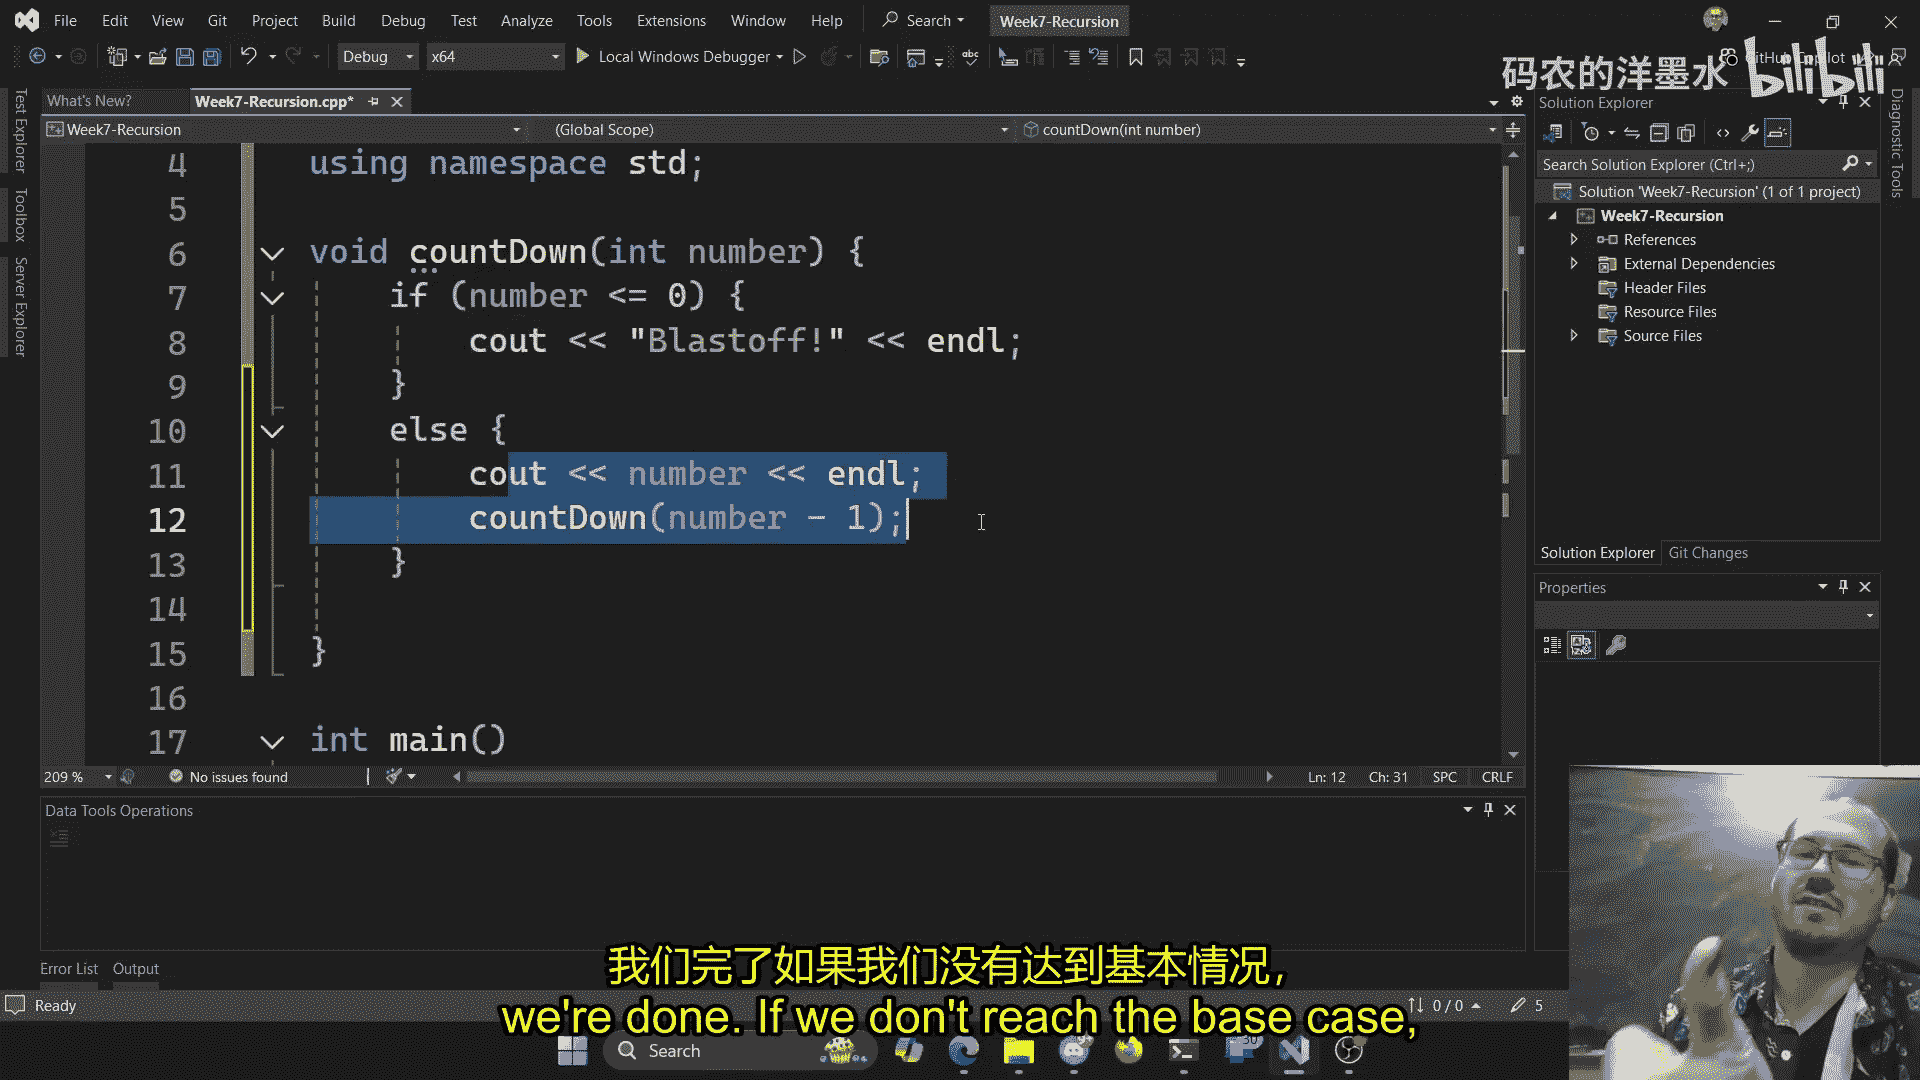 File Edit View Git Project Build Debug Test Analyze Tools Extensions Window Help Search Week7-Recursion
Debug x64 Local Windows Debugger GitHub Copilot
码农的洋墨水 bilibili
What's New? Week7-Recursion.cpp*
Week7-Recursion (Global Scope) countDown(int number)
4 using namespace std;
5
6 void countDown(int number) {
7 if (number <= 0) {
8 cout << "Blastoff!" << endl;
9 }
10 else {
11 cout << number << endl;
12 countDown(number - 1);
13 }
14
15 }
16
17 int main()
209 % No issues found Ln: 12 Ch: 31 SPC CRLF
Test Explorer
Toolbox
Server Explorer
Solution Explorer
Search Solution Explorer (Ctrl+;)
Solution 'Week7-Recursion' (1 of 1 project)
Week7-Recursion
References
External Dependencies
Header Files
Resource Files
Source Files
Solution Explorer Git Changes
Properties
Diagnostic Tools
Data Tools Operations
Error List Output
Ready 0 / 0 5
我们完了如果我们没有达到基本情况，
we're done. If we don't reach the base case,
Search